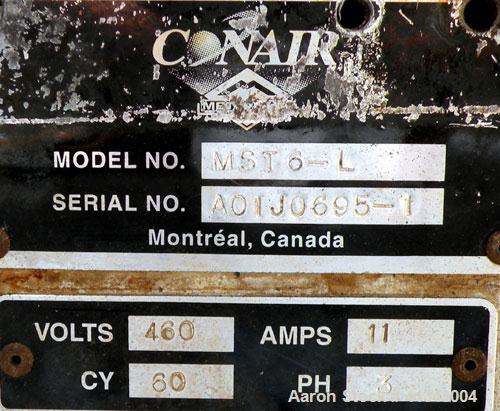 CONAIR
MODEL NO. MST6-L
SERIAL NO. A01J0695-1
Montréal, Canada
VOLTS 460 AMPS 11
CY 60 PH 3
Aaron